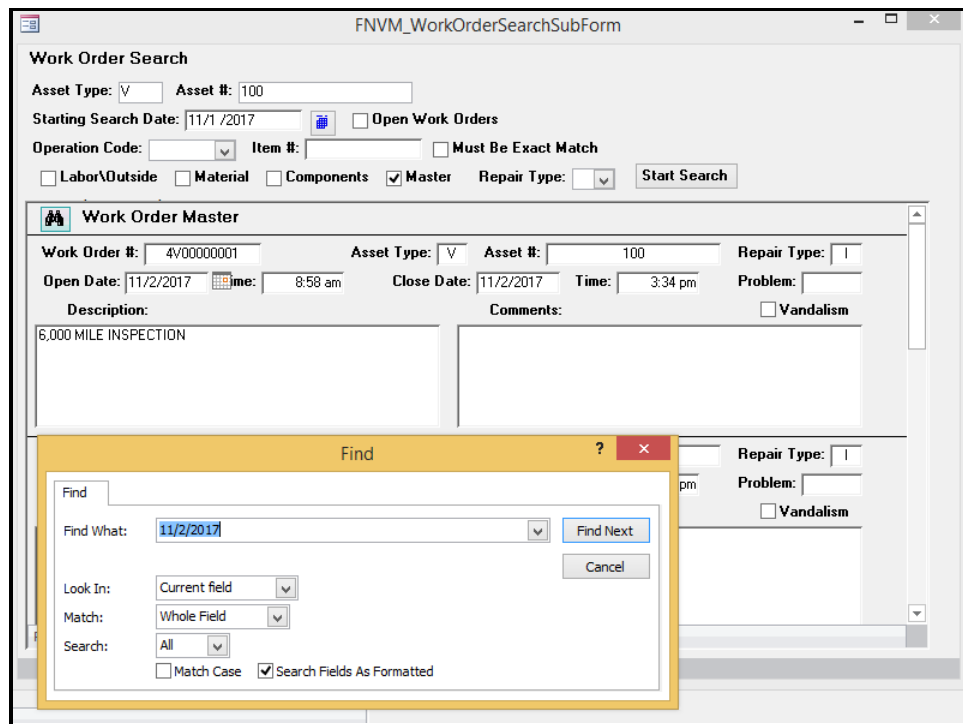 FNVM_WorkOrderSearchSubForm
Work Order Search
Asset Type: V Asset #: 100
Starting Search Date: 11/1 /2017 Open Work Orders
Operation Code: Item #: Must Be Exact Match
Labor\Outside Material Components Master Repair Type: Start Search
Work Order Master
Work Order #: 4V00000001 Asset Type: V Asset #: 100 Repair Type: I
Open Date: 11/2/2017 ime: 8:58 am Close Date: 11/2/2017 Time: 3:34 pm Problem:
Description: Comments: Vandalism
6,000 MILE INSPECTION
Repair Type: I
pm Problem:
Vandalism
Find ?
Find
Find What: 11/2/2017 Find Next
Cancel
Look In: Current field
Match: Whole Field
Search: All
Match Case Search Fields As Formatted